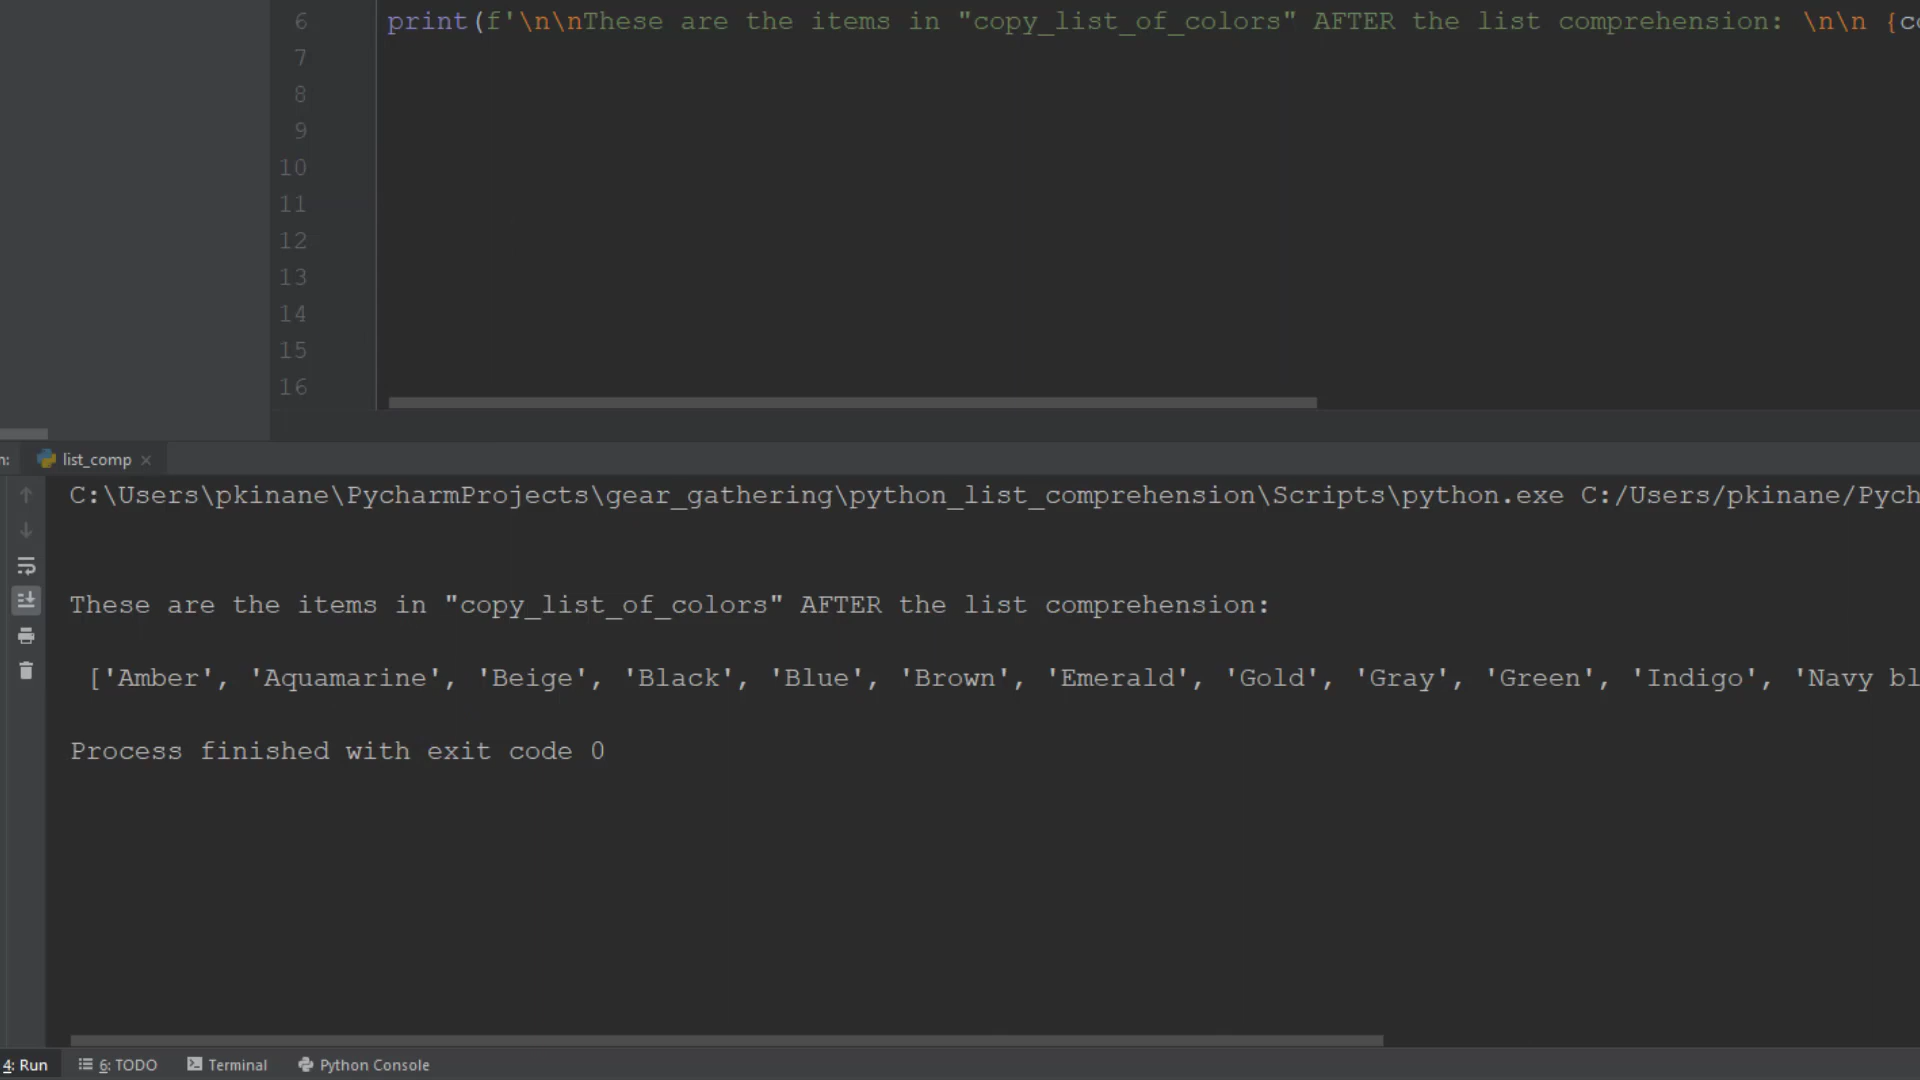 6 print(f'\n\nThese are the items in "copy_list_of_colors" AFTER the list comprehension: \n\n {co
7
8
9
10
11
12
13
14
15
16
n: list_comp
C:\Users\pkinane\PycharmProjects\gear_gathering\python_list_comprehension\Scripts\python.exe C:/Users/pkinane/Pych
These are the items in "copy_list_of_colors" AFTER the list comprehension:
['Amber', 'Aquamarine', 'Beige', 'Black', 'Blue', 'Brown', 'Emerald', 'Gold', 'Gray', 'Green', 'Indigo', 'Navy bl
Process finished with exit code 0
4: Run 6: TODO Terminal Python Console